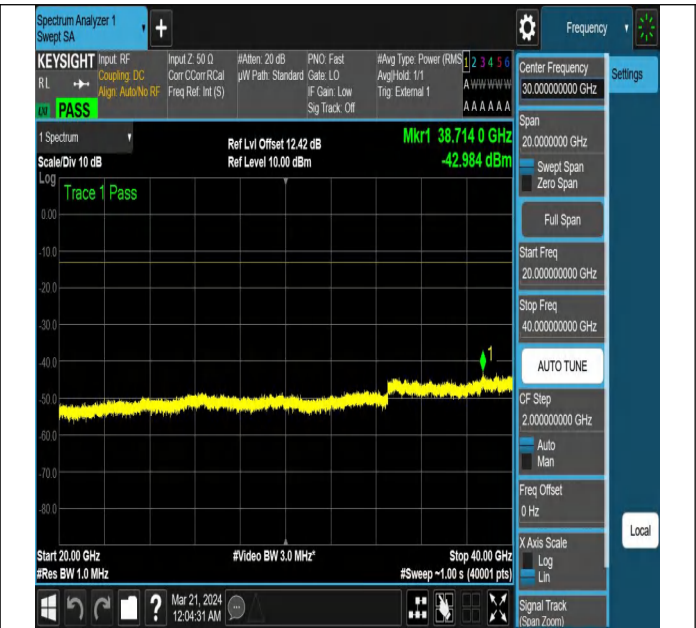 Spectrum Analyzer 1
Swept SA
+
Frequency
KEYSIGHT
RL
PASS
Input: RF
Coupling: DC
Align: Auto/No RF
Input Z: 50 Ω
Corr CCorr RCal
Freq Ref: Int (S)
#Atten: 20 dB
µW Path: Standard
PNO: Fast
Gate: LO
IF Gain: Low
Sig Track: Off
#Avg Type: Power (RMS
Avg|Hold: 1/1
Trig: External 1
1 2 3 4 5 6
A W W W W W
A A A A A A
Center Frequency
30.000000000 GHz
Settings
Span
20.0000000 GHz
Swept Span
Zero Span
Full Span
Start Freq
20.000000000 GHz
Stop Freq
40.000000000 GHz
AUTO TUNE
CF Step
2.000000000 GHz
Auto
Man
Freq Offset
0 Hz
X Axis Scale
Log
Lin
Local
Signal Track
(Span Zoom)
1 Spectrum
Scale/Div 10 dB
Log
Ref Lvl Offset 12.42 dB
Ref Level 10.00 dBm
Mkr1 38.714 0 GHz
-42.984 dBm
Trace 1 Pass
0.00
-10.0
-20.0
-30.0
-40.0
-50.0
-60.0
-70.0
-80.0
1
Start 20.00 GHz
#Res BW 1.0 MHz
#Video BW 3.0 MHz*
Stop 40.00 GHz
#Sweep ~1.00 s (40001 pts)
?
Mar 21, 2024
12:04:31 AM